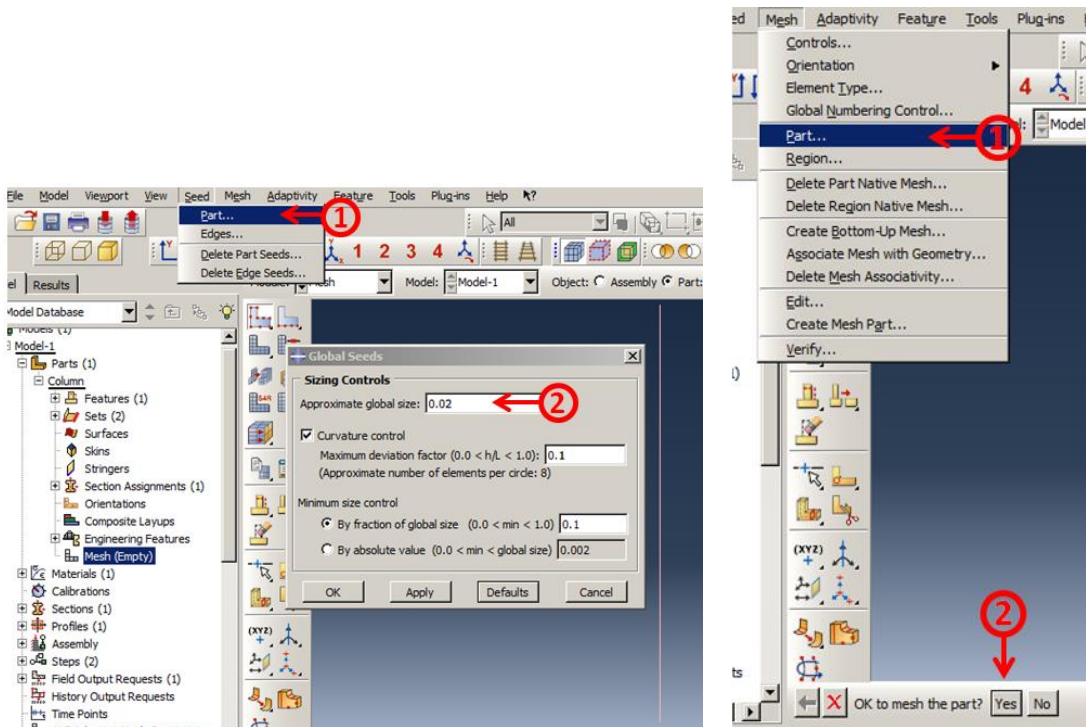 File Model Viewport View Seed Mesh Adaptivity Feature Tools Plug-ins Help
Part...
1
Edges...
Delete Part Seeds...
Delete Edge Seeds...
All
1 2 3 4
Results
Model: Model-1
Object: Assembly Part:
Model Database
Models (1)
Model-1
Parts (1)
Column
Features (1)
Sets (2)
Surfaces
Skins
Stringers
Section Assignments (1)
Orientations
Composite Layups
Engineering Features
Mesh (Empty)
Materials (1)
Calibrations
Sections (1)
Profiles (1)
Assembly
Steps (2)
Field Output Requests (1)
History Output Requests
Time Points
(XYZ)
Global Seeds
Sizing Controls
Approximate global size: 0.02
2
Curvature control
Maximum deviation factor (0.0 < h/L < 1.0): 0.1
(Approximate number of elements per circle: 8)
Minimum size control
By fraction of global size (0.0 < min < 1.0) 0.1
By absolute value (0.0 < min < global size) 0.002
OK Apply Defaults Cancel
Mesh Adaptivity Feature Tools Plug-ins
Controls...
Orientation
Element Type...
Global Numbering Control...
Part...
1
Region...
Delete Part Native Mesh...
Delete Region Native Mesh...
Create Bottom-Up Mesh...
Associate Mesh with Geometry...
Delete Mesh Associativity...
Edit...
Create Mesh Part...
Verify...
4
Model
(XYZ)
2
OK to mesh the part? Yes No